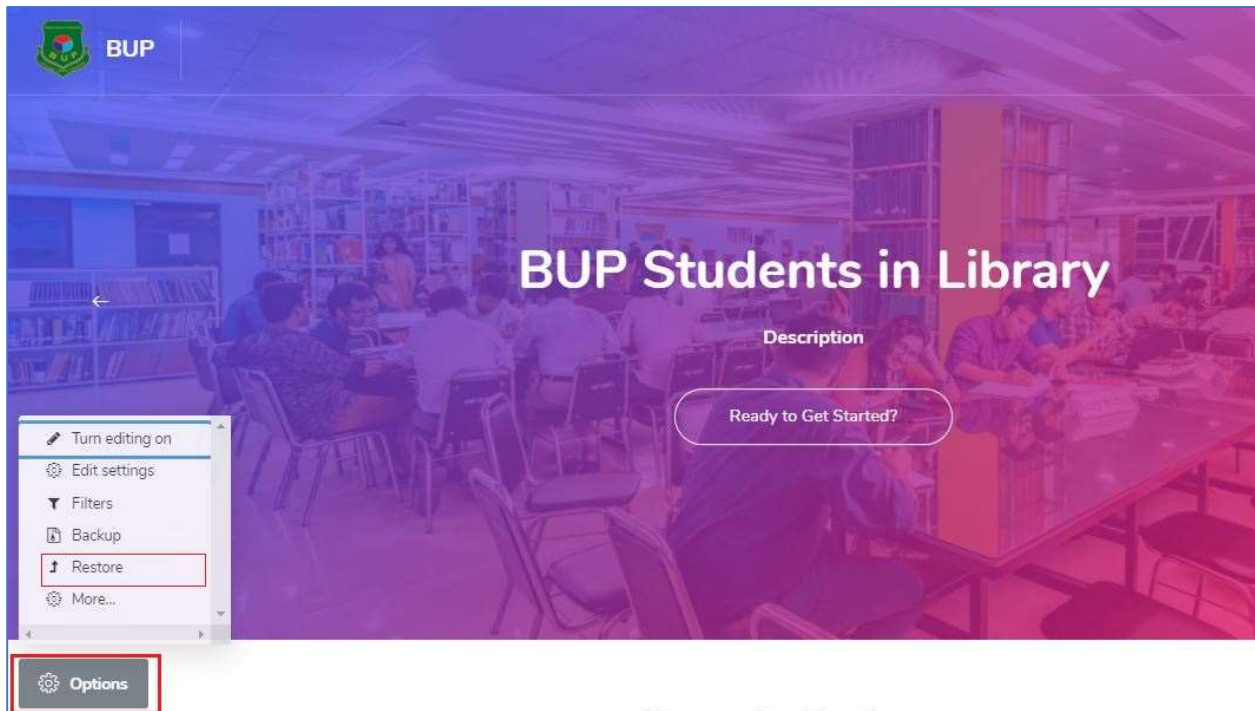 BUP
BUP
BUP Students in Library
Description
Ready to Get Started?
Turn editing on
Edit settings
Filters
Backup
Restore
More...
Options